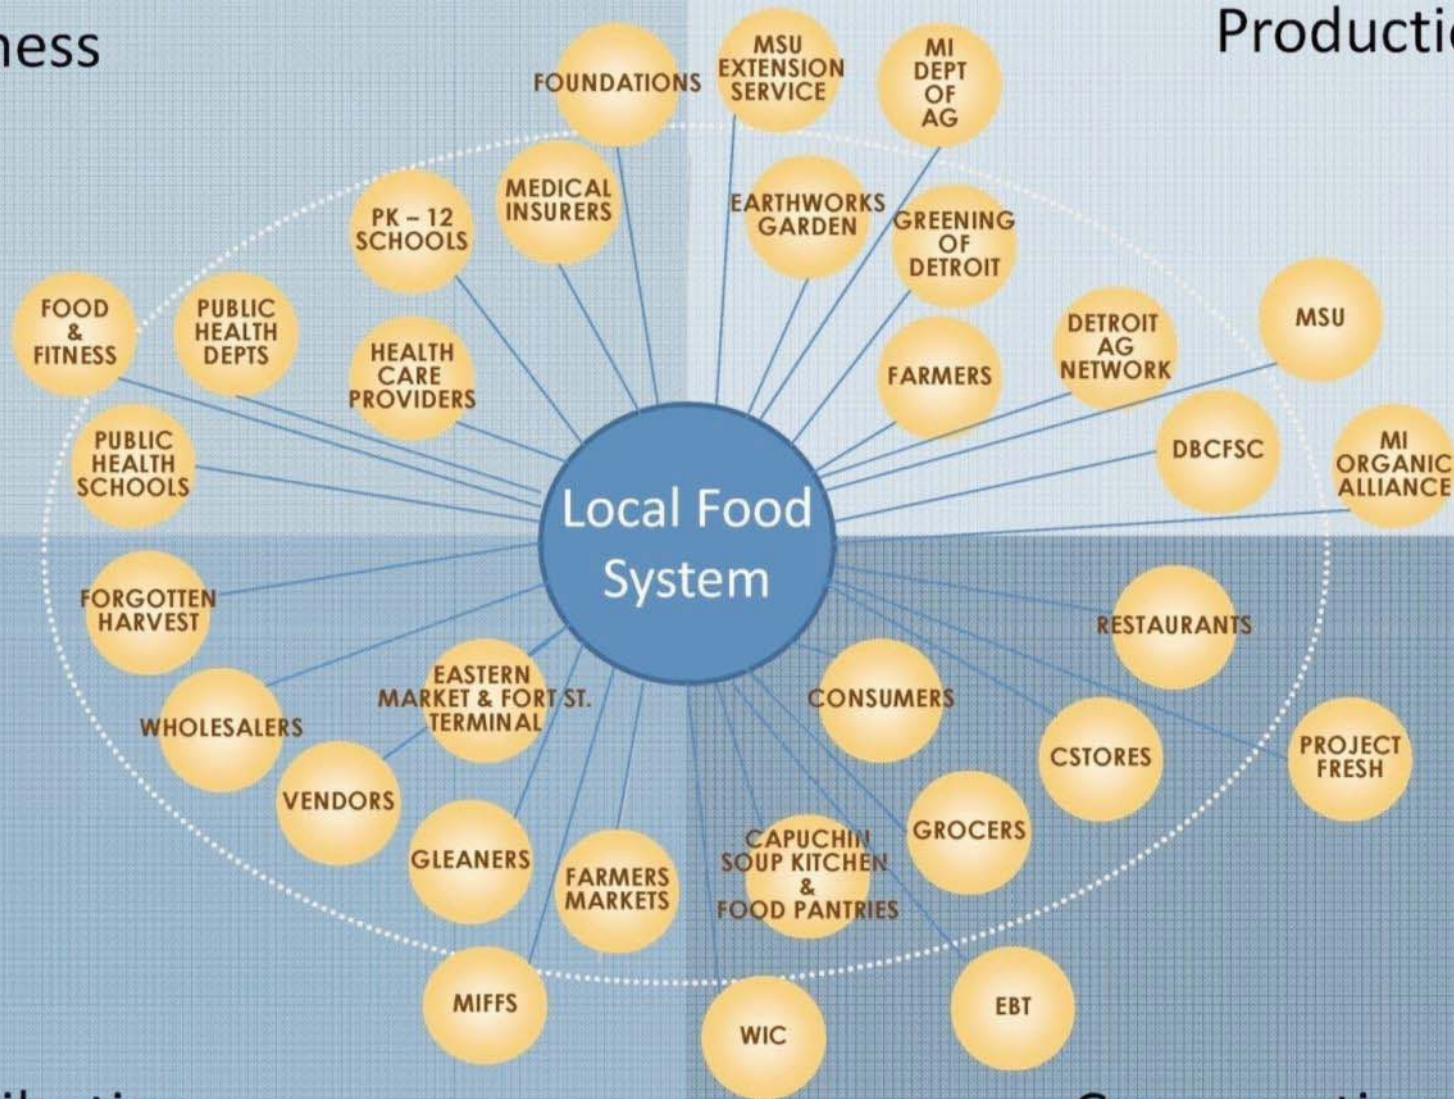 ness
Producti
FOUNDATIONS
MSU
EXTENSION
SERVICE
MI
DEPT
OF
AG
MEDICAL
INSURERS
EARTHWORKS
GARDEN
PK – 12
SCHOOLS
GREENING
OF
DETROIT
FOOD
&
FITNESS
PUBLIC
HEALTH
DEPTS
HEALTH
CARE
PROVIDERS
FARMERS
DETROIT
AG
NETWORK
MSU
PUBLIC
HEALTH
SCHOOLS
DBCFSC
MI
ORGANIC
ALLIANCE
Local Food
System
FORGOTTEN
HARVEST
RESTAURANTS
EASTERN
MARKET & FORT ST.
TERMINAL
CONSUMERS
WHOLESALERS
CSTORES
PROJECT
FRESH
VENDORS
GROCERS
GLEANERS
FARMERS
MARKETS
CAPUCHIN
SOUP KITCHEN
&
FOOD PANTRIES
MIFFS
WIC
EBT